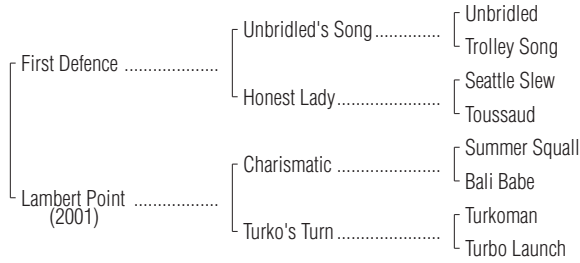 Unbridled
Unbridled's Song ..............
Trolley Song
First Defence ...................
Seattle Slew
Honest Lady ......................
Toussaud
Summer Squall
Charismatic ......................
Bali Babe
Lambert Point .................
(2001)
Turkoman
Turko's Turn ......................
Turbo Launch